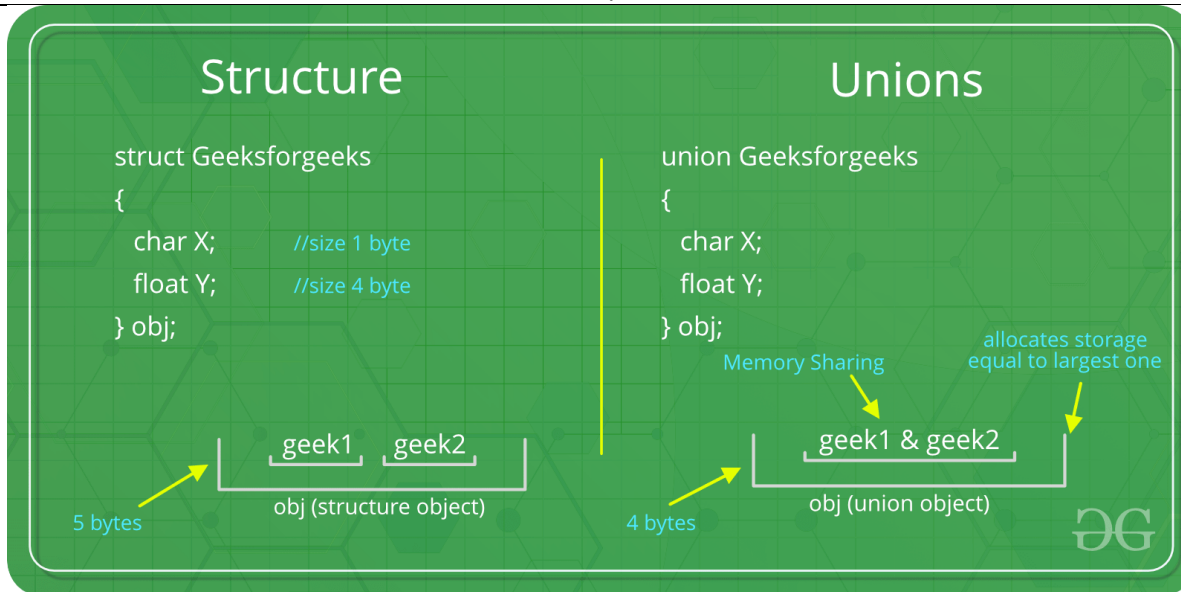 Structure
struct Geeksforgeeks
{
char X; //size 1 byte
float Y; //size 4 byte
} obj;
geek1 geek2
obj (structure object)
5 bytes
Unions
union Geeksforgeeks
{
char X;
float Y;
} obj;
Memory Sharing
allocates storage
equal to largest one
geek1 & geek2
obj (union object)
4 bytes